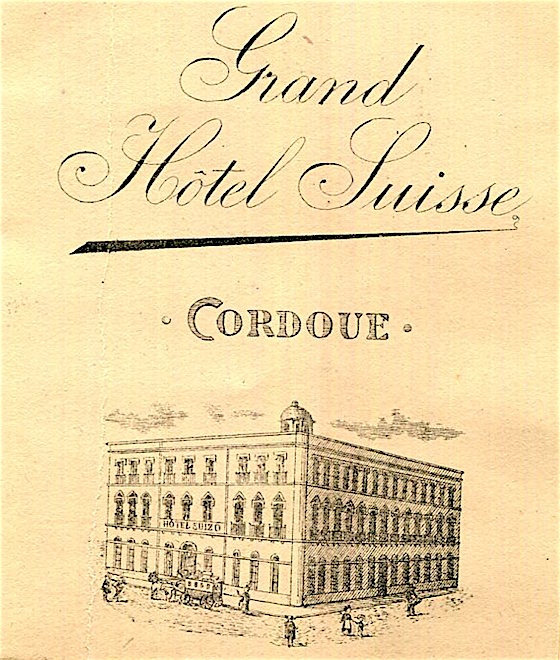 Grand
Hôtel Suisse
· CORDOUE ·
HOTEL SUIZO